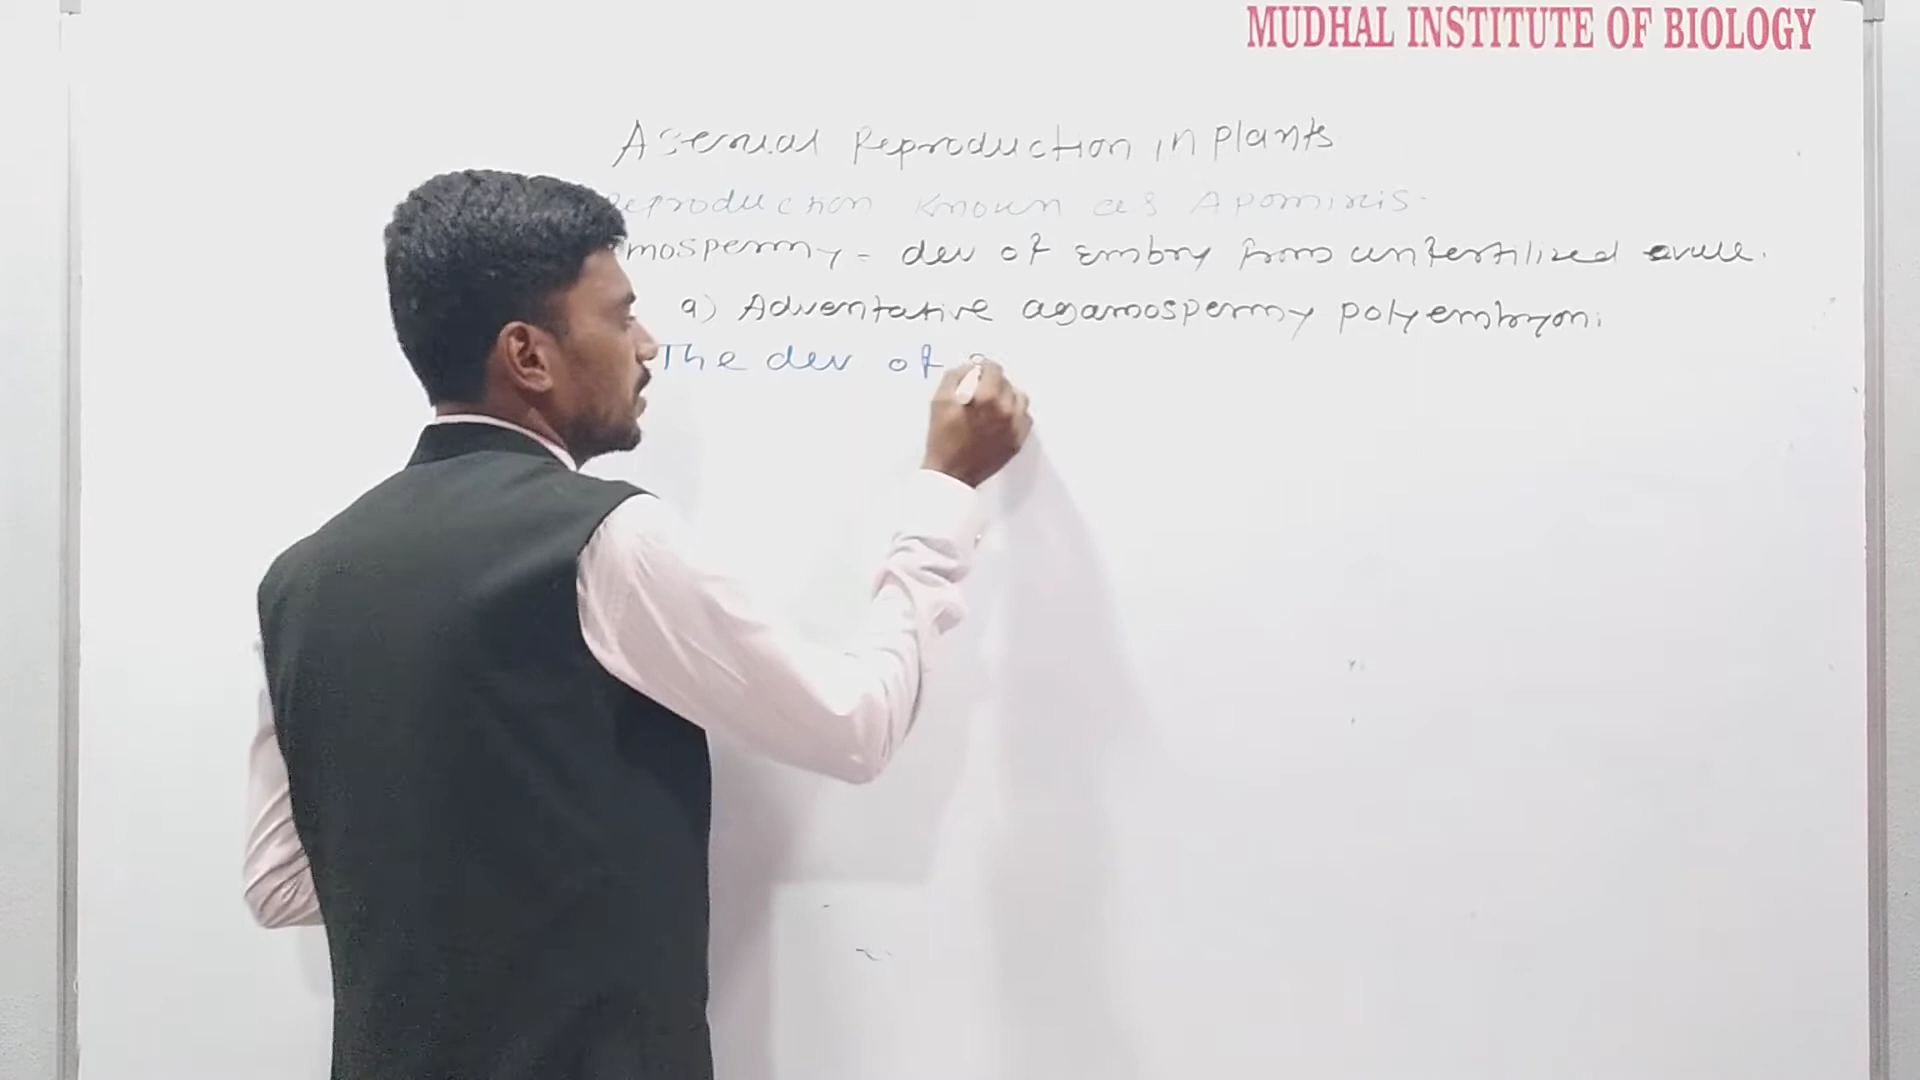 MUDHAL INSTITUTE OF BIOLOGY
Asexual Reproduction in Plants
Reproduction known as Apomixis.
mospermy - dev of Embry from unfertilized ovule.
a) Adventative agamospermy polyembryoni
The dev of